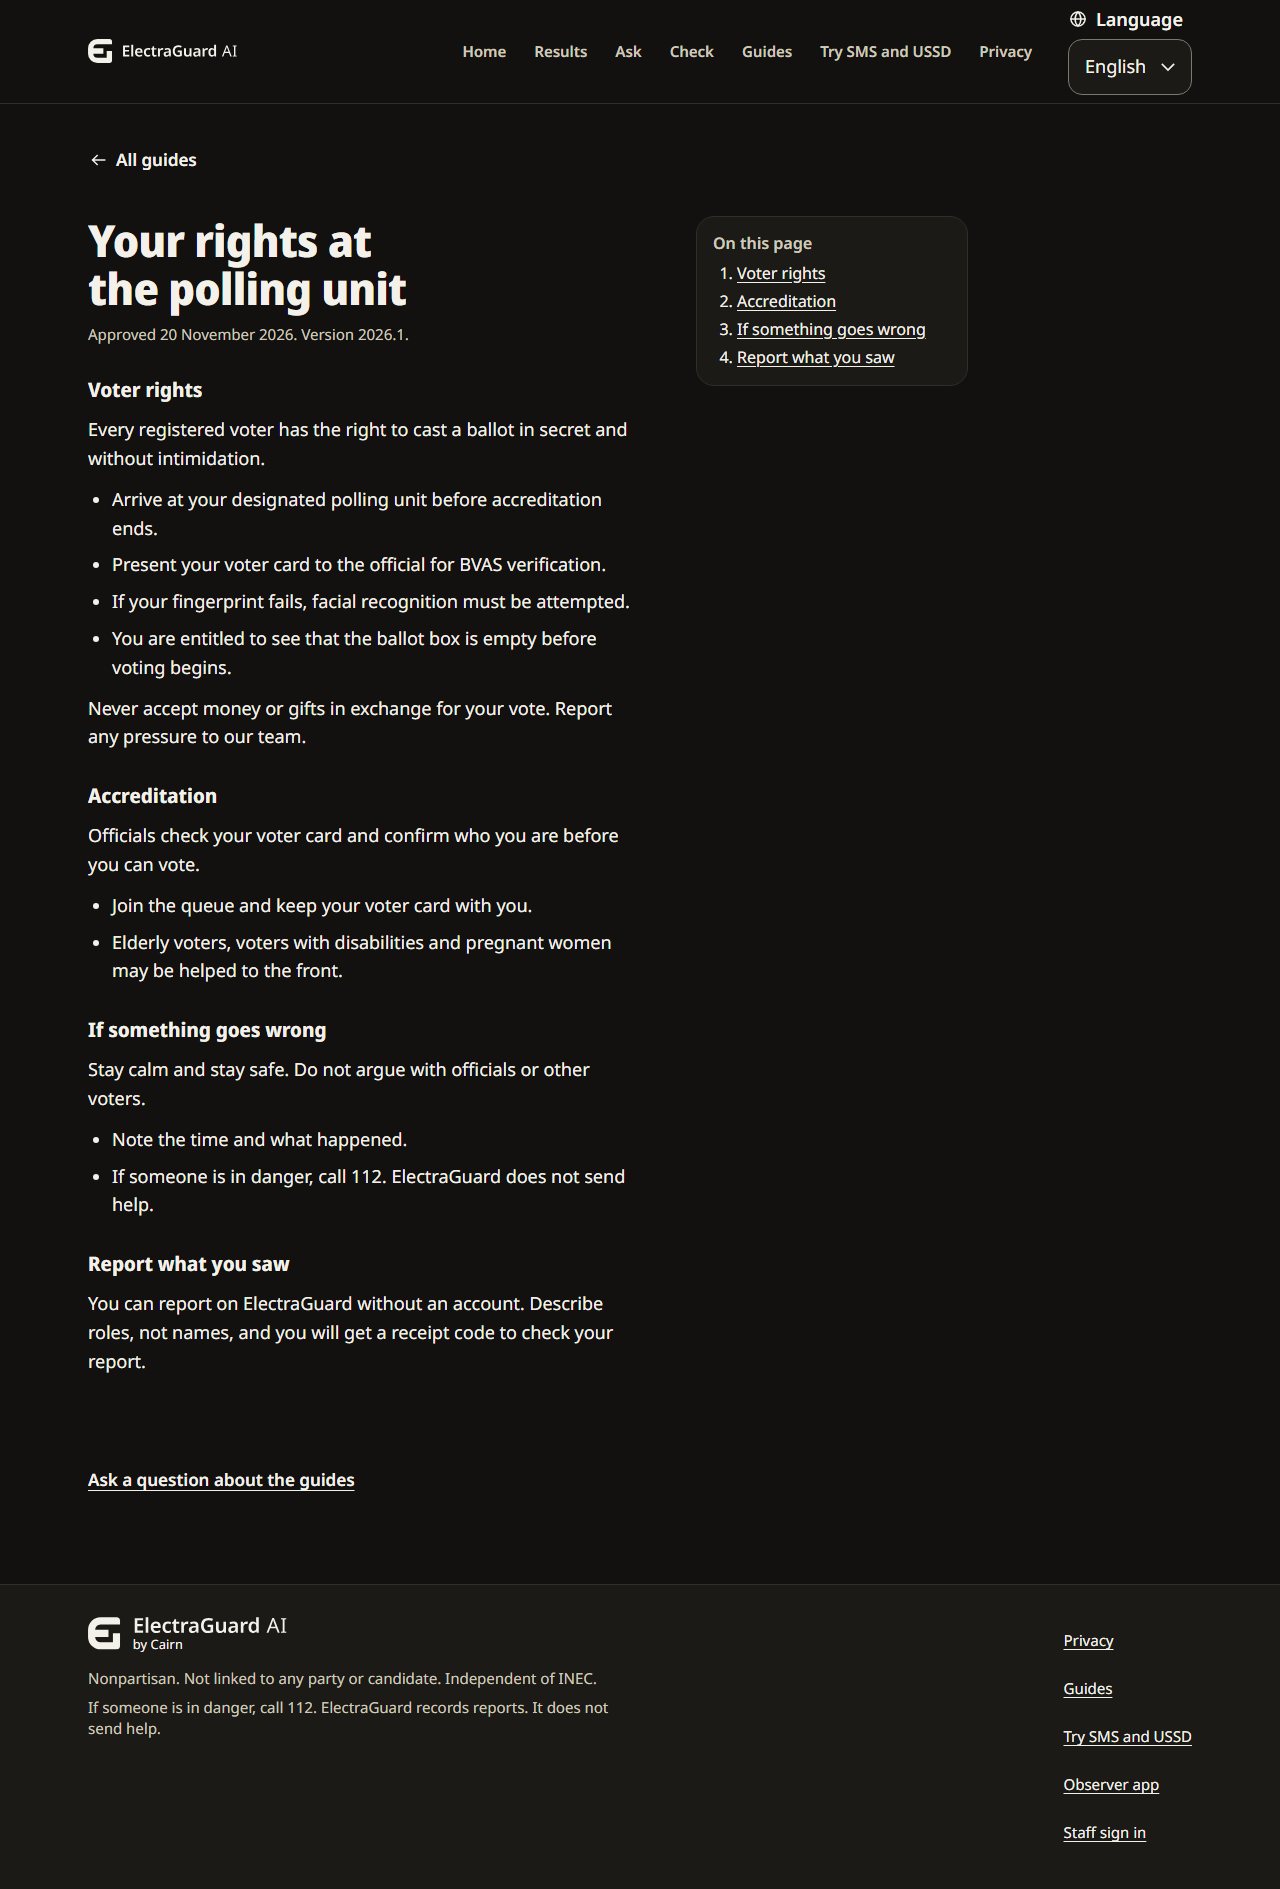 ElectraGuard AI
Home
Results
Ask
Check
Guides
Try SMS and USSD
Privacy
Language
English
All guides
Your rights at
the polling unit
Approved 20 November 2026. Version 2026.1.
On this page
1. Voter rights
2. Accreditation
3. If something goes wrong
4. Report what you saw
Voter rights
Every registered voter has the right to cast a ballot in secret and
without intimidation.
• Arrive at your designated polling unit before accreditation
ends.
• Present your voter card to the official for BVAS verification.
• If your fingerprint fails, facial recognition must be attempted.
• You are entitled to see that the ballot box is empty before
voting begins.
Never accept money or gifts in exchange for your vote. Report
any pressure to our team.
Accreditation
Officials check your voter card and confirm who you are before
you can vote.
• Join the queue and keep your voter card with you.
• Elderly voters, voters with disabilities and pregnant women
may be helped to the front.
If something goes wrong
Stay calm and stay safe. Do not argue with officials or other
voters.
• Note the time and what happened.
• If someone is in danger, call 112. ElectraGuard does not send
help.
Report what you saw
You can report on ElectraGuard without an account. Describe
roles, not names, and you will get a receipt code to check your
report.
Ask a question about the guides
ElectraGuard AI
by Cairn
Nonpartisan. Not linked to any party or candidate. Independent of INEC.
If someone is in danger, call 112. ElectraGuard records reports. It does not
send help.
Privacy
Guides
Try SMS and USSD
Observer app
Staff sign in